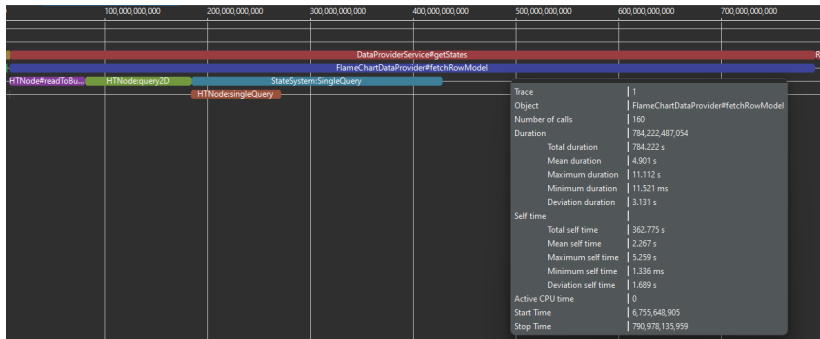 100,000,000,000 200,000,000,000 300,000,000,000 400,000,000,000 500,000,000,000 600,000,000,000 700,000,000,000
DataProviderService#getStates R
FlameChartDataProvider#fetchRowModel
HTNode#readToBu... HTNode:query2D StateSystem:SingleQuery
HTNode:singleQuery
Trace 1
Object FlameChartDataProvider#fetchRowModel
Number of calls 160
Duration 784,222,487,054
Total duration 784.222 s
Mean duration 4.901 s
Maximum duration 11.112 s
Minimum duration 11.521 ms
Deviation duration 3.131 s
Self time
Total self time 362.775 s
Mean self time 2.267 s
Maximum self time 5.259 s
Minimum self time 1.336 ms
Deviation self time 1.689 s
Active CPU time 0
Start Time 6,755,648,905
Stop Time 790,978,135,959